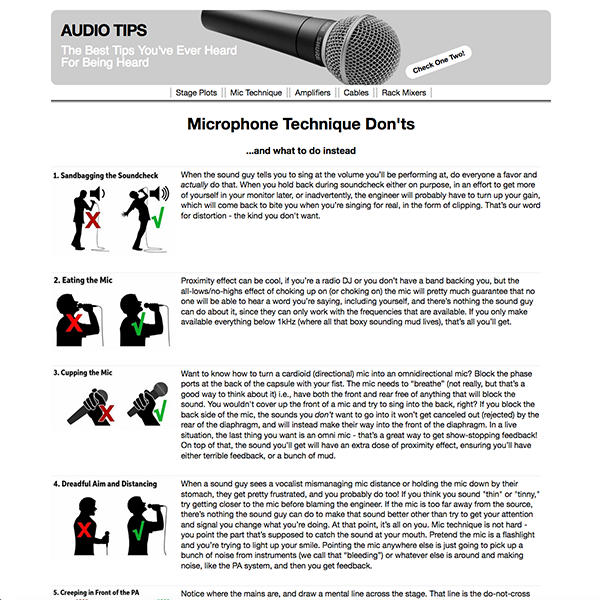 AUDIO TIPS
The Best Tips You've Ever Heard
For Being Heard
Check One Two!
Stage Plots
Mic Technique
Amplifiers
Cables
Rack Mixers
Microphone Technique Don'ts
...and what to do instead
1. Sandbagging the Soundcheck
X √
When the sound guy tells you to sing at the volume you'll be performing at, do everyone a favor and
actually do that. When you hold back during soundcheck either on purpose, in an effort to get more
of yourself in your monitor later, or inadvertently, the engineer will probably have to turn up your gain,
which will come back to bite you when you're singing for real, in the form of clipping. That's our word
for distortion - the kind you don't want.
2. Eating the Mic
X √
Proximity effect can be cool, if you're a radio DJ or you don't have a band backing you, but the
all-lows/no-highs effect of choking up on (or choking on) the mic will pretty much guarantee that no
one will be able to hear a word you're saying, including yourself, and there's nothing the sound guy
can do about it, since they can only work with the frequencies that are available. If you only make
available everything below 1kHz (where all that boxy sounding mud lives), that's all you'll get.
3. Cupping the Mic
X √
Want to know how to turn a cardioid (directional) mic into an omnidirectional mic? Block the phase
ports at the back of the capsule with your fist. The mic needs to “breathe” (not really, but that's a
good way to think about it) i.e., have both the front and rear free of anything that will block the
sound. You wouldn't cover up the front of a mic and try to sing into the back, right? If you block the
back side of the mic, the sounds you don't want to go into it won't get canceled out (rejected) by the
rear of the diaphragm, and will instead make their way into the front of the diaphragm. In a live
situation, the last thing you want is an omni mic - that's a great way to get show-stopping feedback!
On top of that, the sound you'll get will have an extra dose of proximity effect, ensuring you'll have
either terrible feedback, or a bunch of mud.
4. Dreadful Aim and Distancing
X √
When a sound guy sees a vocalist mismanaging mic distance or holding the mic down by their
stomach, they get pretty frustrated, and you probably do too! If you think you sound "thin" or "tinny,"
try getting closer to the mic before blaming the engineer. If the mic is too far away from the source,
there's nothing the sound guy can do to make that sound better other than try to get your attention
and signal you change what you're doing. At that point, it's all on you. Mic technique is not hard -
you point the part that's supposed to catch the sound at your mouth. Pretend the mic is a flashlight
and you're trying to light up your smile. Pointing the mic anywhere else is just going to pick up a
bunch of noise from instruments (we call that “bleeding”) or whatever else is around and making
noise, like the PA system, and then you get feedback.
5. Creeping in Front of the PA
Notice where the mains are, and draw a mental line across the stage. That line is the do-not-cross